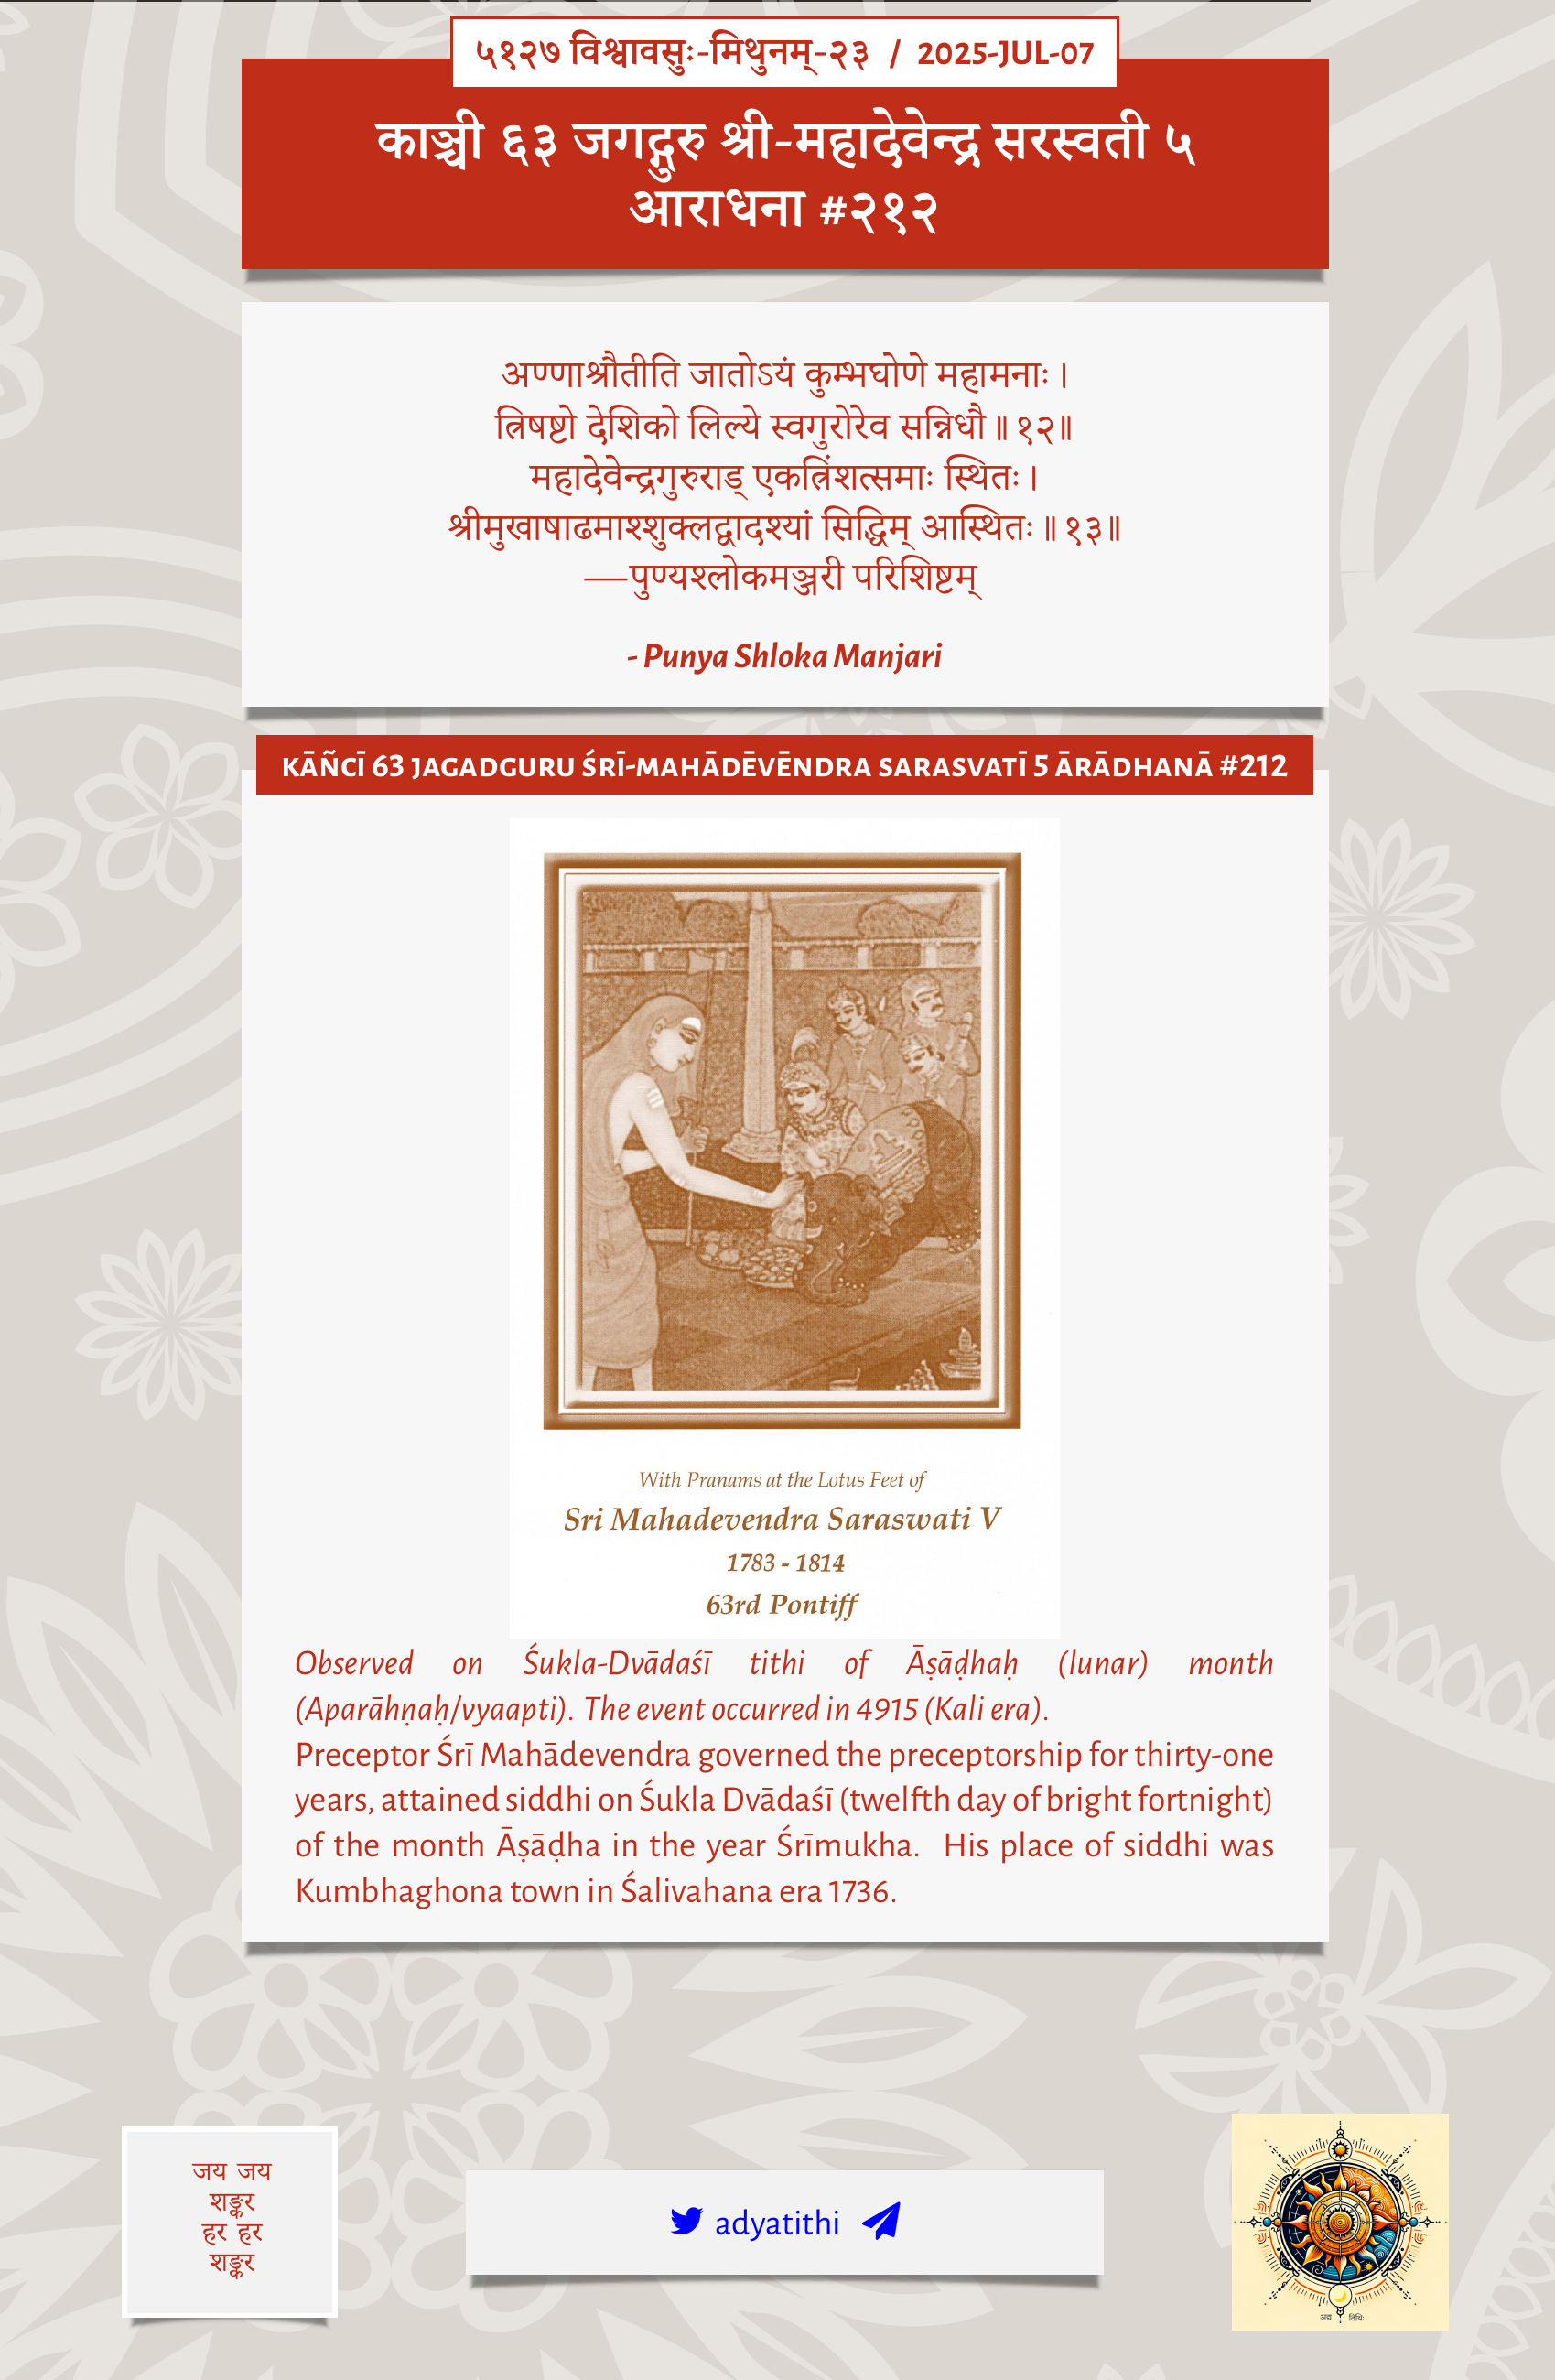 ५१२७ विश्वावसुः-मिथुनम्-२३ / 2025-JUL-07
काञ्ची ६३ जगद्गुरु श्री-महादेवेन्द्र सरस्वती ५
आराधना #२१२
अण्णाश्रौतीति जातोऽयं कुम्भघोणे महामनाः ।
त्रिषष्टो देशिको लिल्ये स्वगुरोरेव सन्निधौ ॥ १२॥
महादेवेन्द्रगुरुराड् एकत्रिंशत्समाः स्थितः ।
श्रीमुखाषाढमाश्शुक्लद्वादश्यां सिद्धिम् आस्थितः ॥ १३॥
—पुण्यश्लोकमञ्जरी परिशिष्टम्
- Punya Shloka Manjari
KĀÑCĪ 63 JAGADGURU ŚRĪ-MAHĀDĒVĒNDRA SARASVATĪ 5 ĀRĀDHANĀ #212
With Pranams at the Lotus Feet of
Sri Mahadevendra Saraswati V
1783 - 1814
63rd Pontiff
Observed on Śukla-Dvādaśī tithi of Āṣāḍhaḥ (lunar) month
(Aparāhṇaḥ/vyaapti). The event occurred in 4915 (Kali era).
Preceptor Śrī Mahādevendra governed the preceptorship for thirty-one
years, attained siddhi on Śukla Dvādaśī (twelfth day of bright fortnight)
of the month Āṣāḍha in the year Śrīmukha. His place of siddhi was
Kumbhaghona town in Śalivahana era 1736.
जय जय
शङ्कर
हर हर
शङ्कर
adyatithi
अद्य तिथिः